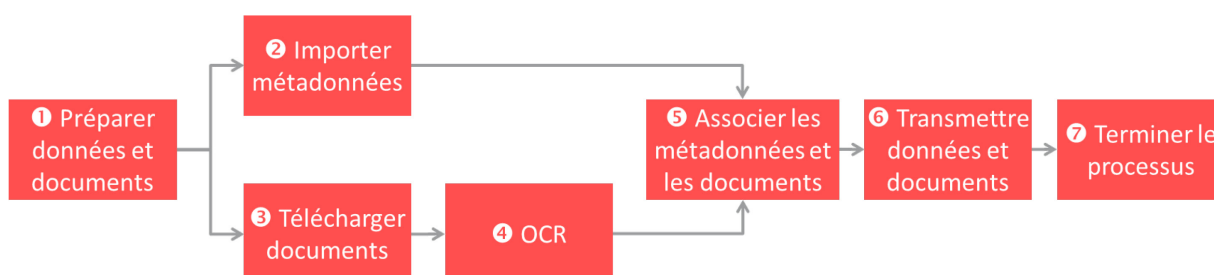 ❶ Préparer
données et
documents
❷ Importer
métadonnées
❸ Télécharger
documents
❹ OCR
❺ Associer les
métadonnées et
les documents
❻ Transmettre
données et
documents
❼ Terminer le
processus